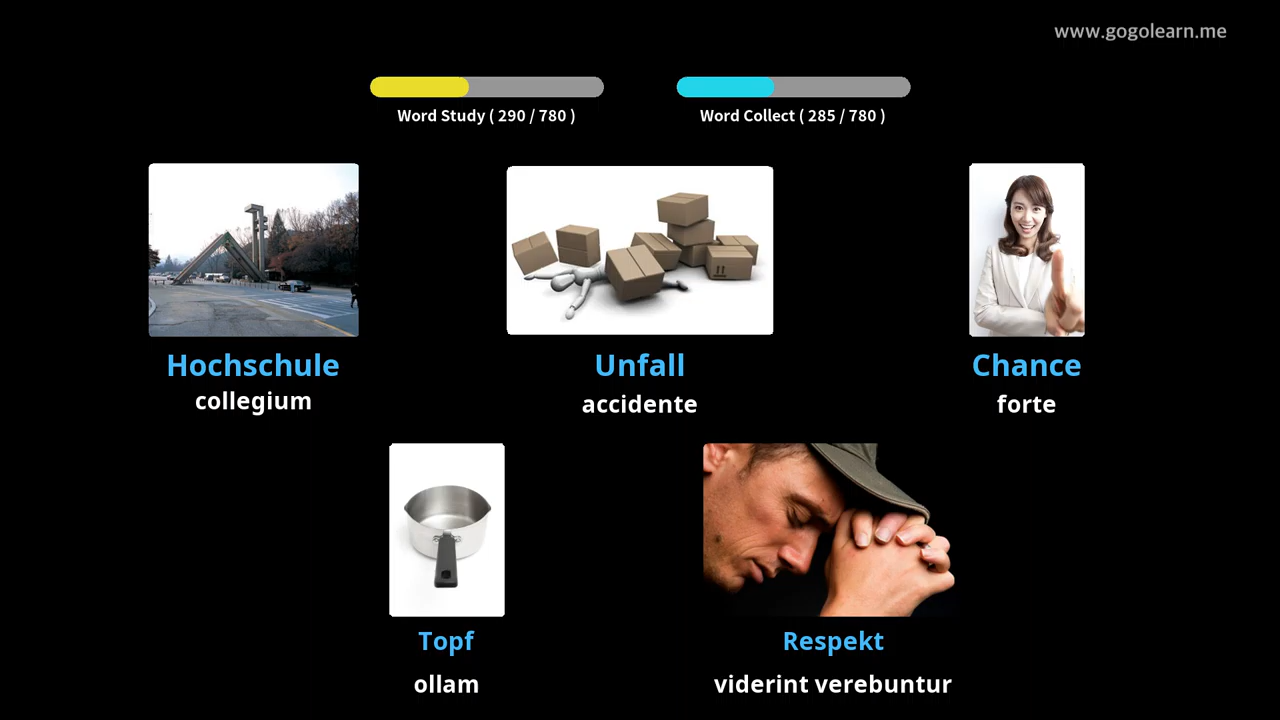 www.gogolearn.me
Word Study ( 290 / 780 )
Word Collect ( 285 / 780 )
Hochschule
collegium
Unfall
accidente
Chance
forte
Topf
ollam
Respekt
viderint verebuntur